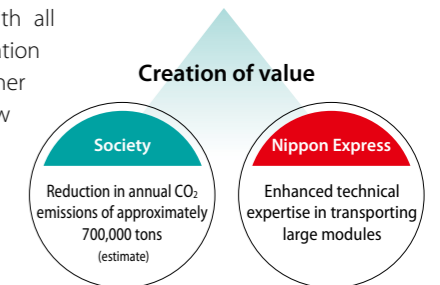 th all
ation
ner
w
Creation of value
Society
Reduction in annual CO₂
emissions of approximately
700,000 tons
(estimate)
Nippon Express
Enhanced technical
expertise in transporting
large modules